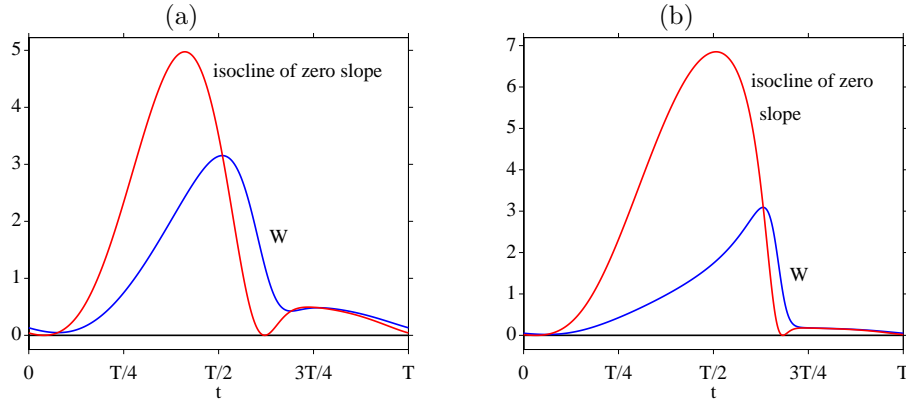 (a)
5
4
3
2
1
0
isocline of zero slope
W
0
T/4
T/2
3T/4
T
t
(b)
7
6
5
4
3
2
1
0
isocline of zero
slope
W
0
T/4
T/2
3T/4
T
t